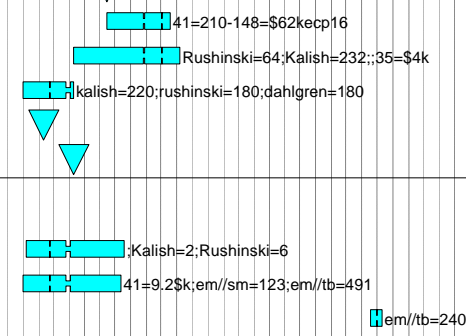 41=210-148=$62kecp16
Rushinski=64;Kalish=232;;35=$4k
kalish=220;rushinski=180;dahlgren=180
;Kalish=2;Rushinski=6
41=9.2$k;em//sm=123;em//tb=491
em//tb=240